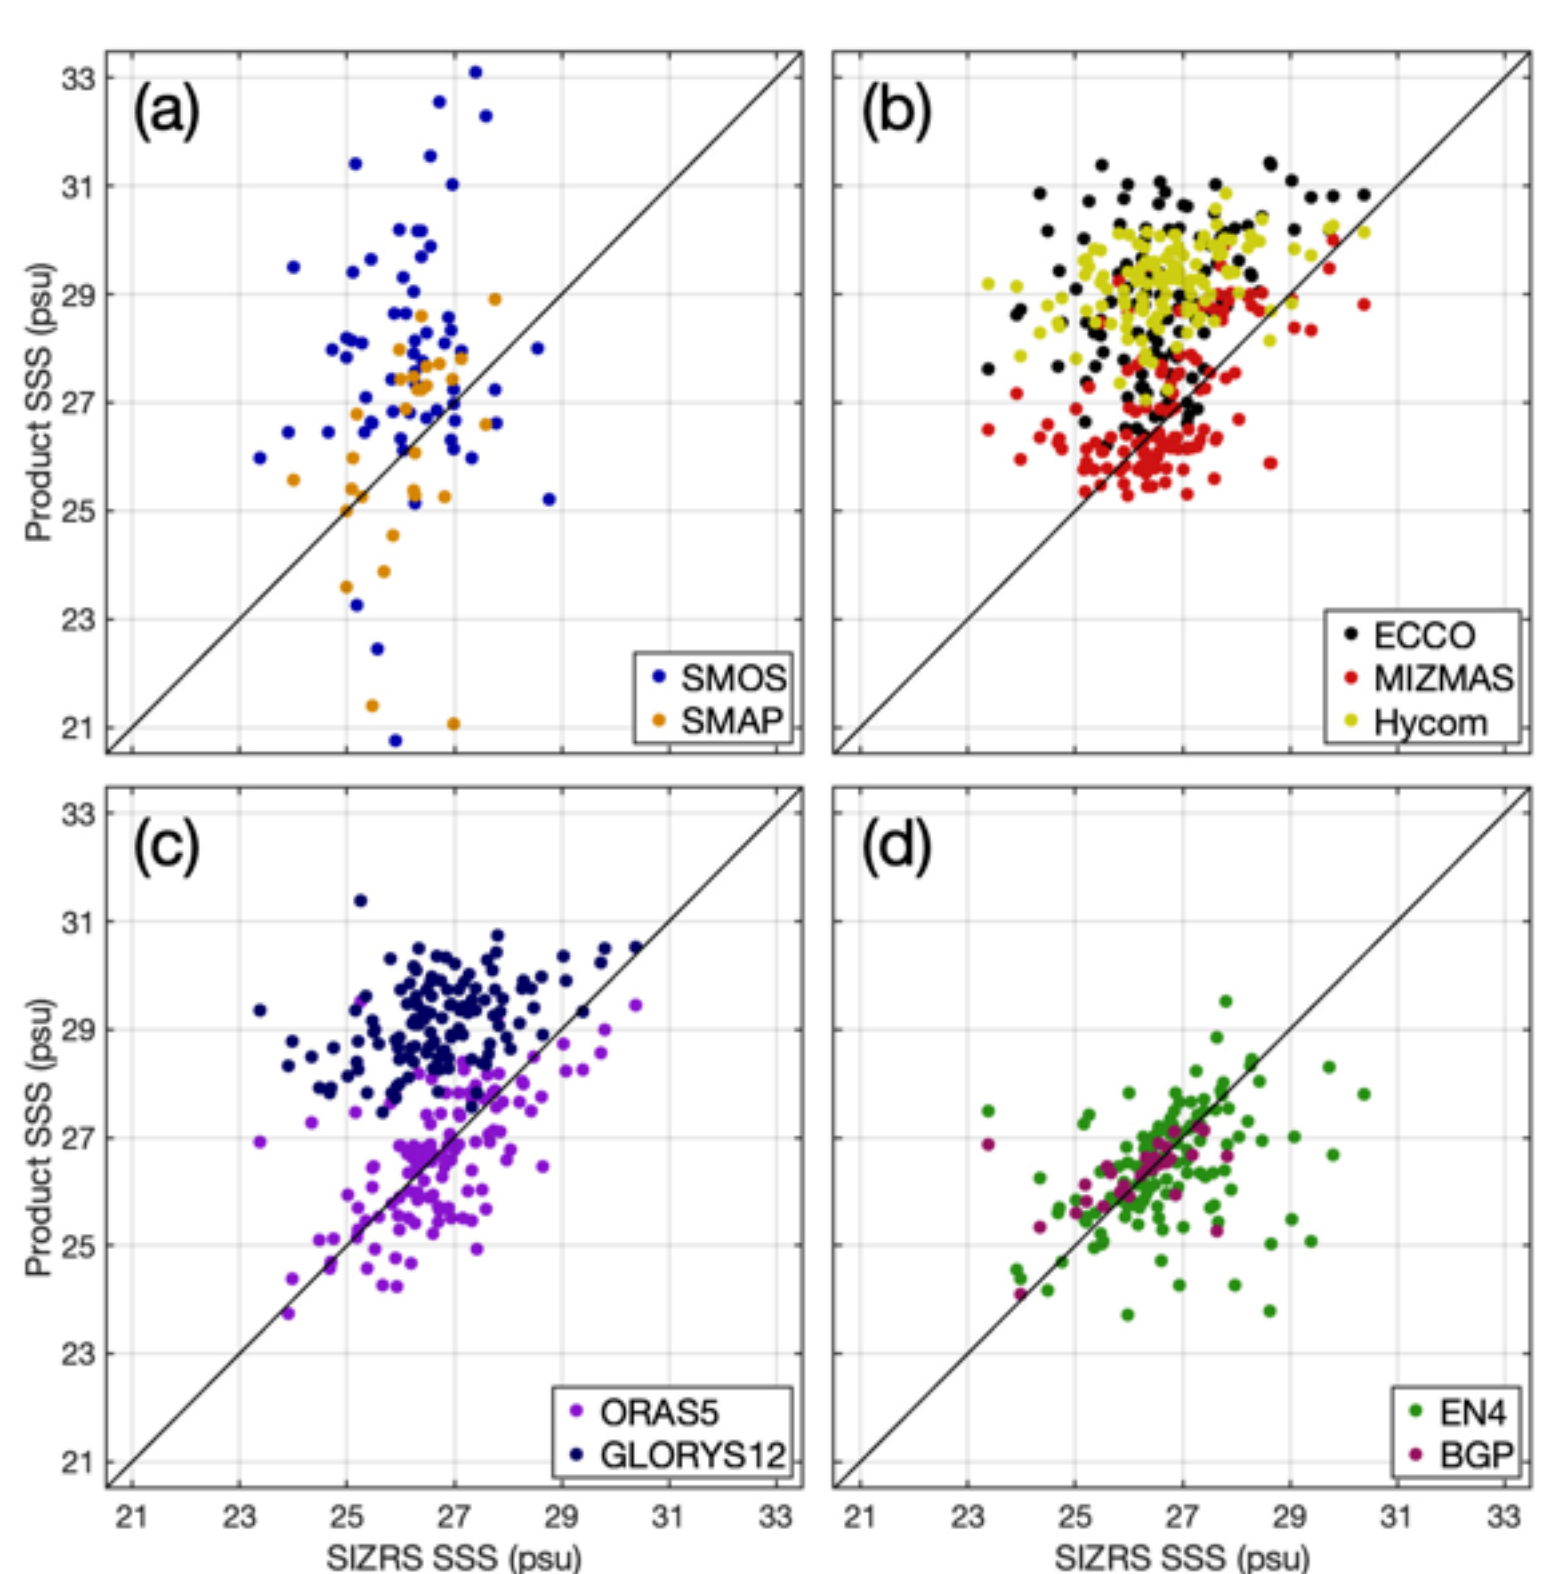 (a)
33
31
29
27
25
23
21
Product SSS (psu)
SMOS
SMAP
(b)
ECCO
MIZMAS
Hycom
(c)
33
31
29
27
25
23
21
Product SSS (psu)
ORAS5
GLORYS12
21 23 25 27 29 31 33
SIZRS SSS (psu)
(d)
EN4
BGP
21 23 25 27 29 31 33
SIZRS SSS (psu)